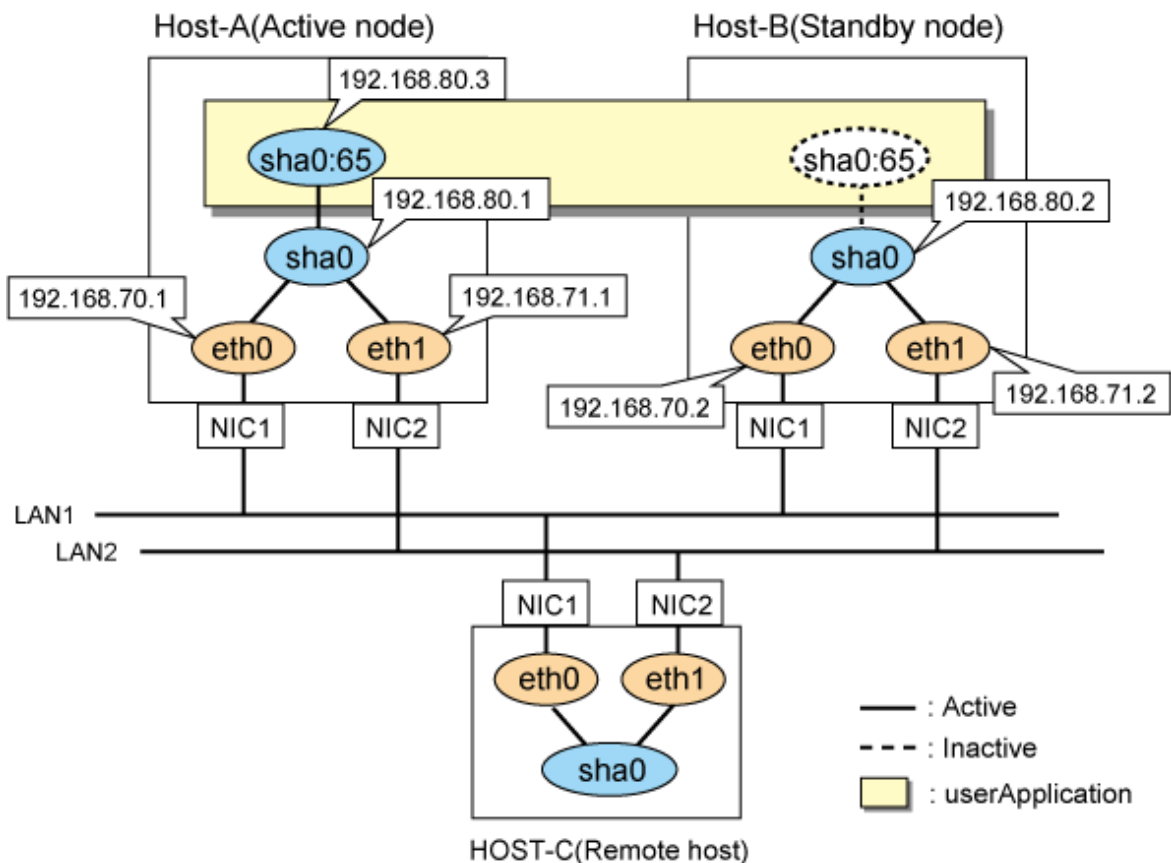 Host-A(Active node)
Host-B(Standby node)
192.168.80.3
sha0:65
sha0:65
192.168.80.1
192.168.80.2
sha0
sha0
192.168.70.1
192.168.71.1
eth0
eth1
eth0
eth1
192.168.70.2
192.168.71.2
NIC1
NIC2
NIC1
NIC2
LAN1
LAN2
NIC1
NIC2
eth0
eth1
sha0
: Active
: Inactive
: userApplication
HOST-C(Remote host)